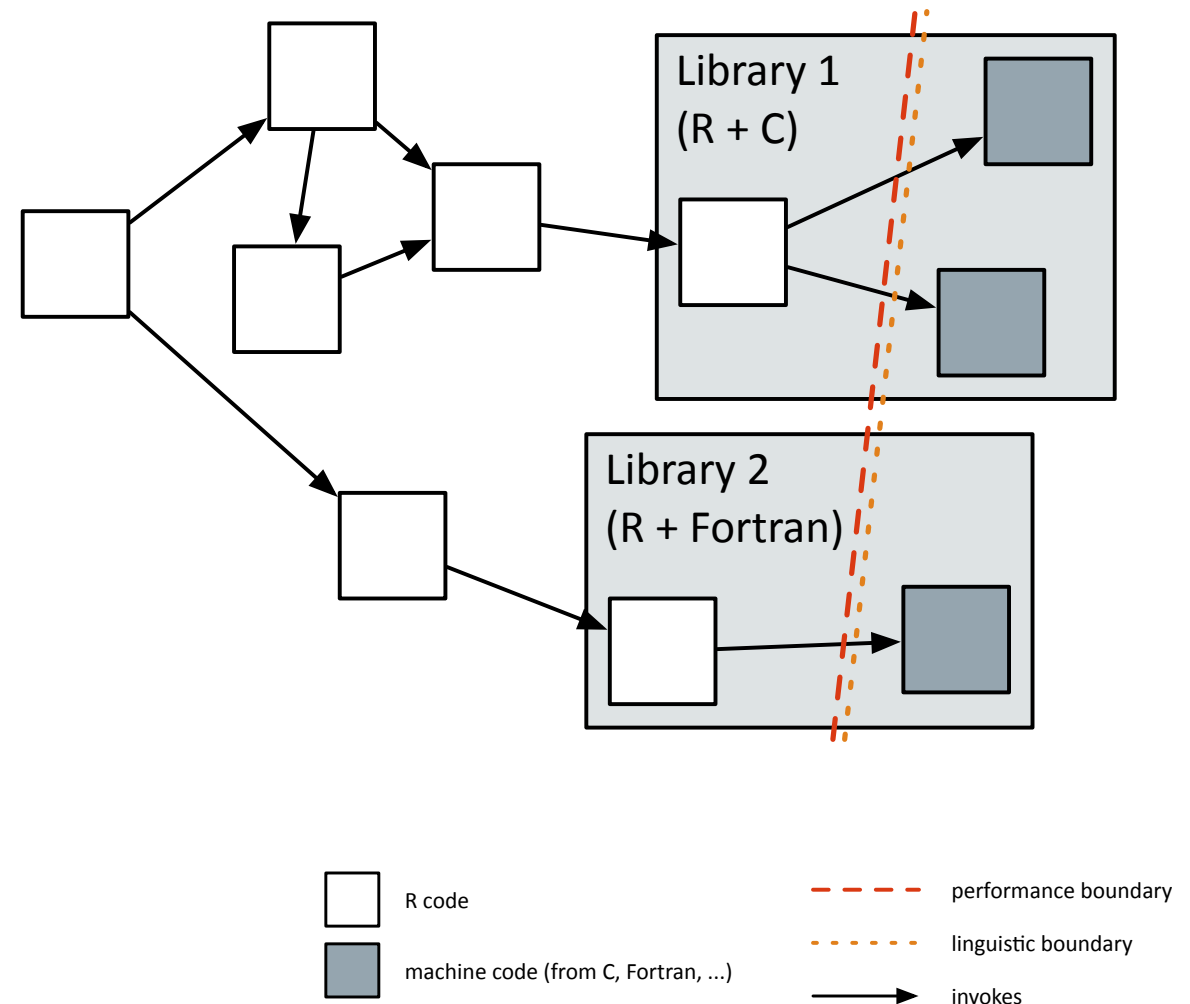 Library 1
(R + C)
Library 2
(R + Fortran)
R code
machine code (from C, Fortran, ...)
performance boundary
linguistic boundary
invokes